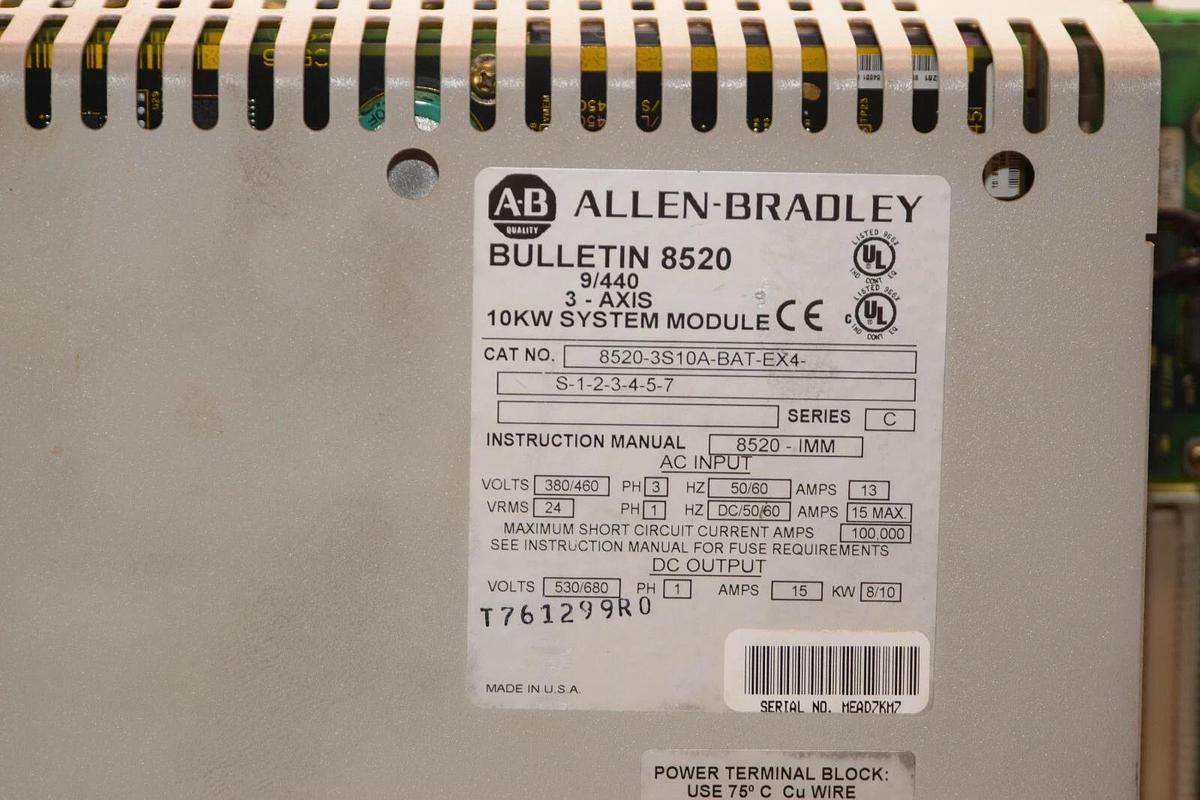 A-B
QUALITY
ALLEN-BRADLEY
BULLETIN 8520
9/440
3 - AXIS
10KW SYSTEM MODULE CE
LISTED 966X
UL
IND CONT EQ
LISTED 966X
C UL
IND CONT EQ
CAT NO. 8520-3S10A-BAT-EX4-
S-1-2-3-4-5-7
SERIES C
INSTRUCTION MANUAL 8520 - IMM
AC INPUT
VOLTS 380/460 PH 3 HZ 50/60 AMPS 13
VRMS 24 PH 1 HZ DC/50/60 AMPS 15 MAX.
MAXIMUM SHORT CIRCUIT CURRENT AMPS 100,000
SEE INSTRUCTION MANUAL FOR FUSE REQUIREMENTS
DC OUTPUT
VOLTS 530/680 PH 1 AMPS 15 KW 8/10
T761299R0
MADE IN U.S.A.
SERIAL NO. MEAD7KM7
POWER TERMINAL BLOCK:
USE 75º C Cu WIRE